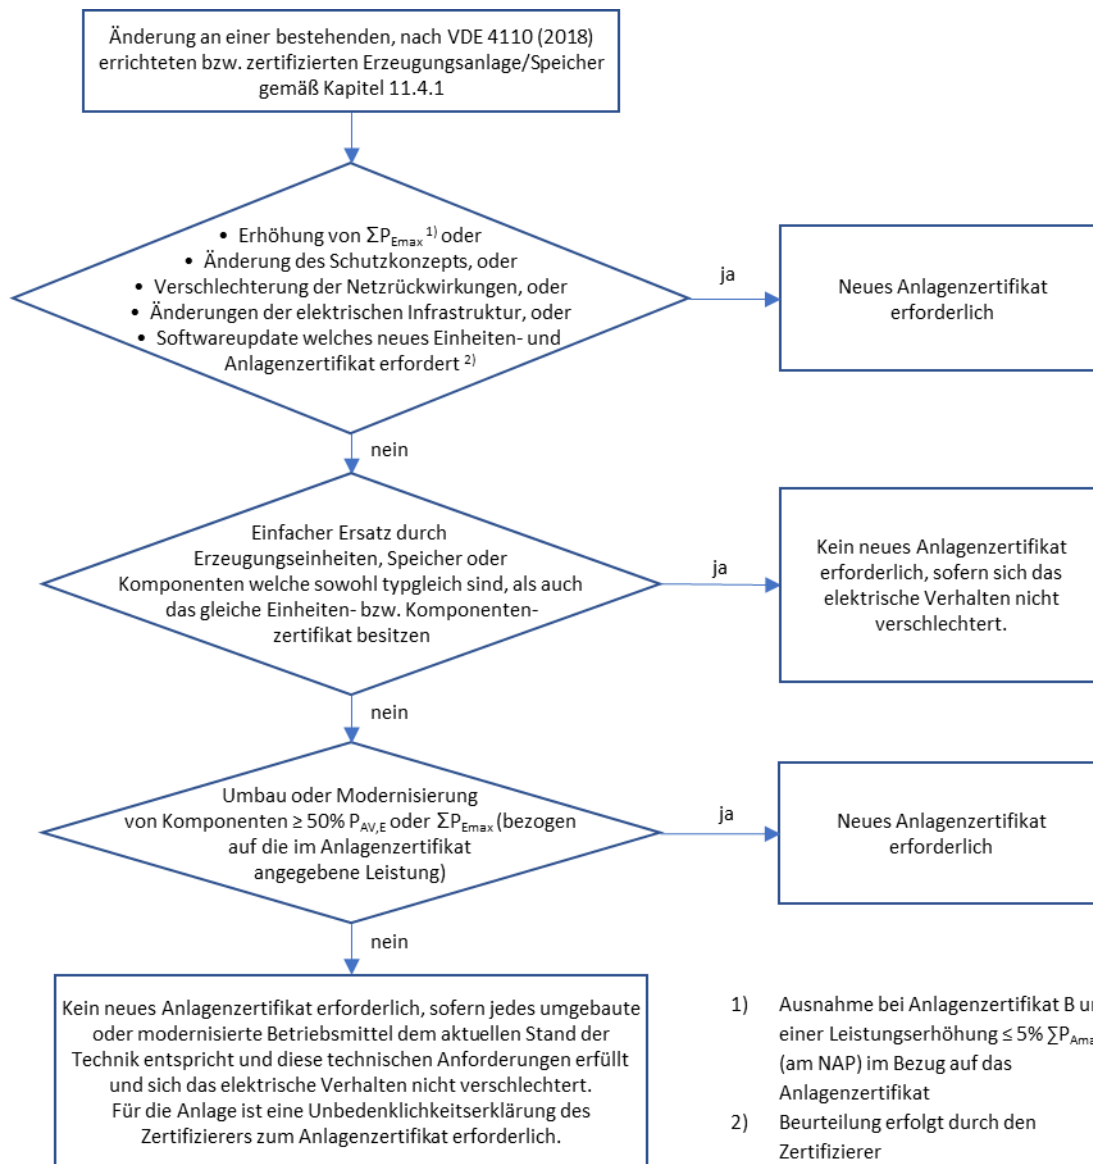 Änderung an einer bestehenden, nach VDE 4110 (2018)
errichteten bzw. zertifizierten Erzeugungsanlage/Speicher
gemäß Kapitel 11.4.1
• Erhöhung von ΣP_Emax ¹⁾ oder
• Änderung des Schutzkonzepts, oder
• Verschlechterung der Netzrückwirkungen, oder
• Änderungen der elektrischen Infrastruktur, oder
• Softwareupdate welches neues Einheiten- und
Anlagenzertifikat erfordert ²⁾
ja
Neues Anlagenzertifikat
erforderlich
nein
Einfacher Ersatz durch
Erzeugungseinheiten, Speicher oder
Komponenten welche sowohl typgleich sind, als auch
das gleiche Einheiten- bzw. Komponenten-
zertifikat besitzen
ja
Kein neues Anlagenzertifikat
erforderlich, sofern sich das
elektrische Verhalten nicht
verschlechtert.
nein
Umbau oder Modernisierung
von Komponenten ≥ 50% P_AV,E oder ΣP_Emax (bezogen
auf die im Anlagenzertifikat
angegebene Leistung)
ja
Neues Anlagenzertifikat
erforderlich
nein
Kein neues Anlagenzertifikat erforderlich, sofern jedes umgebaute
oder modernisierte Betriebsmittel dem aktuellen Stand der
Technik entspricht und diese technischen Anforderungen erfüllt
und sich das elektrische Verhalten nicht verschlechtert.
Für die Anlage ist eine Unbedenklichkeitserklärung des
Zertifizierers zum Anlagenzertifikat erforderlich.
1) Ausnahme bei Anlagenzertifikat B
einer Leistungserhöhung ≤ 5%
(am NAP) im Bezug auf das
Anlagenzertifikat
2) Beurteilung erfolgt durch den
Zertifizierer